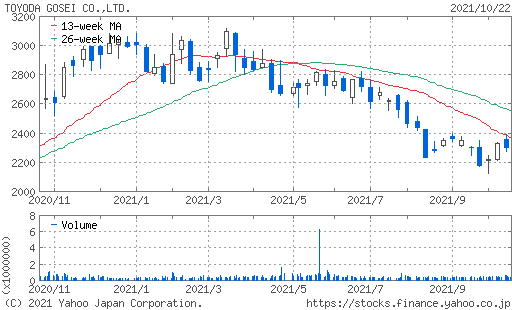 TOYODA GOSEI CO.,LTD. 2021/10/22
3200
3000
2800
2600
2400
2200
2000
13-week MA
26-week MA
2020/11 2021/1 2021/3 2021/5 2021/7 2021/9
8
6
4
2
0
(x1000000)
Volume
2020/11 2021/1 2021/3 2021/5 2021/7 2021/9
(C) 2021 Yahoo Japan Corporation. https://stocks.finance.yahoo.co.jp/